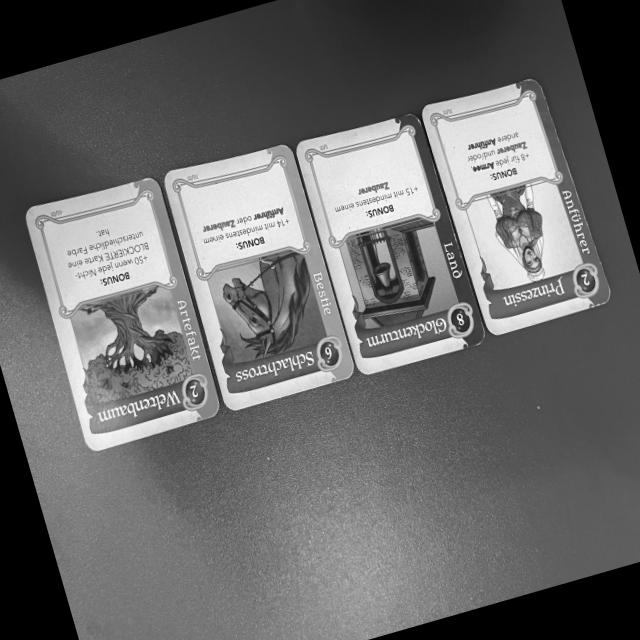 2
Prinzessin
Anführer
BONUS:
+8 für jede Armee,
Zauberer und/oder
andere Anführer
8
Glockenturm
Land
BONUS:
+15 mit mindestens einem
Zauberer
6
Schlachtross
Bestie
BONUS:
+14 mit mindestens einem
Anführer oder Zauberer
2
Weltenbaum
Artefakt
BONUS:
+50 wenn jede Nicht-
BLOCKIERTE Karte eine
unterschiedliche Farbe
hat.